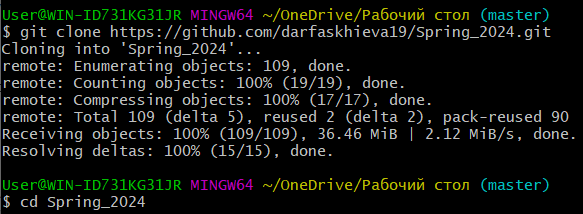 User@WIN-ID731KG31JR MINGW64 ~/OneDrive/Рабочий стол (master)
$ git clone https://github.com/darfaskhieva19/Spring_2024.git
Cloning into 'Spring_2024'...
remote: Enumerating objects: 109, done.
remote: Counting objects: 100% (19/19), done.
remote: Compressing objects: 100% (17/17), done.
remote: Total 109 (delta 5), reused 2 (delta 2), pack-reused 90
Receiving objects: 100% (109/109), 36.46 MiB | 2.12 MiB/s, done.
Resolving deltas: 100% (15/15), done.
User@WIN-ID731KG31JR MINGW64 ~/OneDrive/Рабочий стол (master)
$ cd Spring_2024